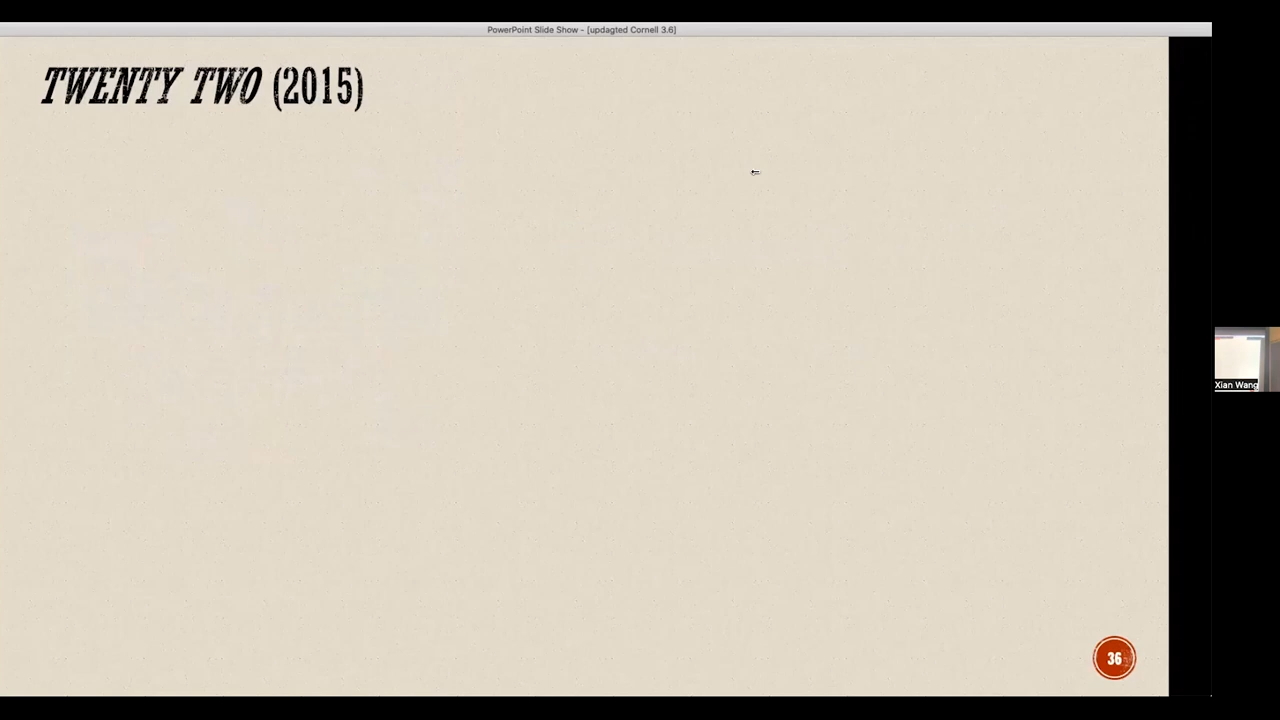 PowerPoint Slide Show - [updagted Cornell 3.6]
TWENTY TWO (2015)
Xian Wang
36